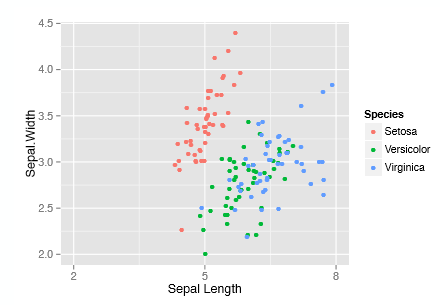 4.5
4.0
3.5
3.0
2.5
2.0
Sepal.Width
2
5
8
Sepal Length
Species
Setosa
Versicolor
Virginica